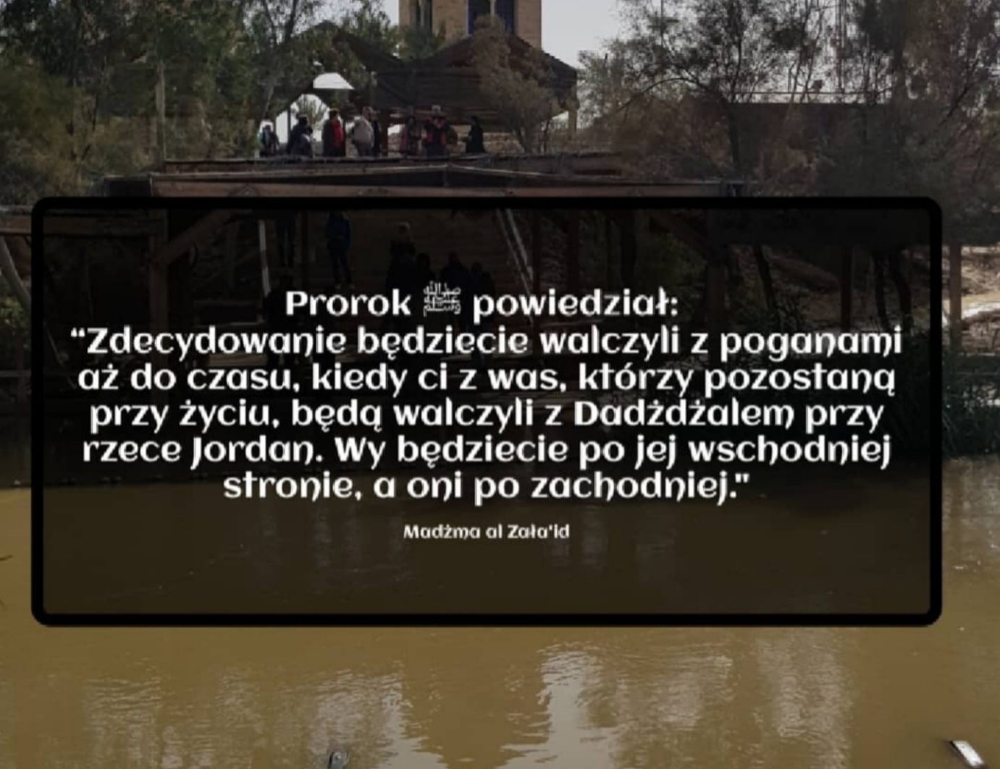 Prorok ﷺ powiedział:
“Zdecydowanie będziecie walczyli z poganami
aż do czasu, kiedy ci z was, którzy pozostaną
przy życiu, będą walczyli z Dadżdżalem przy
rzece Jordan. Wy będziecie po jej wschodniej
stronie, a oni po zachodniej."
Madżma al Zała'id